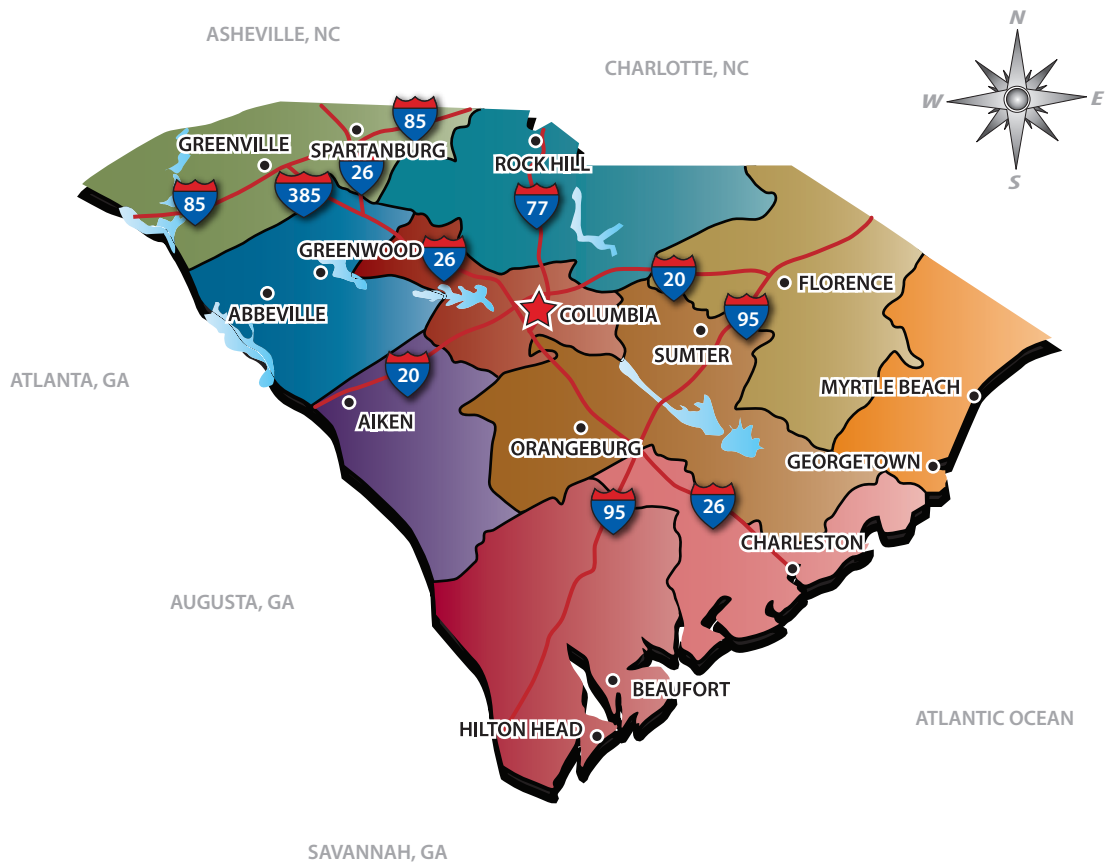 ASHEVILLE, NC
CHARLOTTE, NC
N
W
E
S
85
GREENVILLE
SPARTANBURG
ROCK HILL
26
385
85
77
GREENWOOD
26
20
FLORENCE
ABBEVILLE
COLUMBIA
95
SUMTER
ATLANTA, GA
20
MYRTLE BEACH
AIKEN
ORANGEBURG
GEORGETOWN
95
26
CHARLESTON
AUGUSTA, GA
BEAUFORT
HILTON HEAD
ATLANTIC OCEAN
SAVANNAH, GA